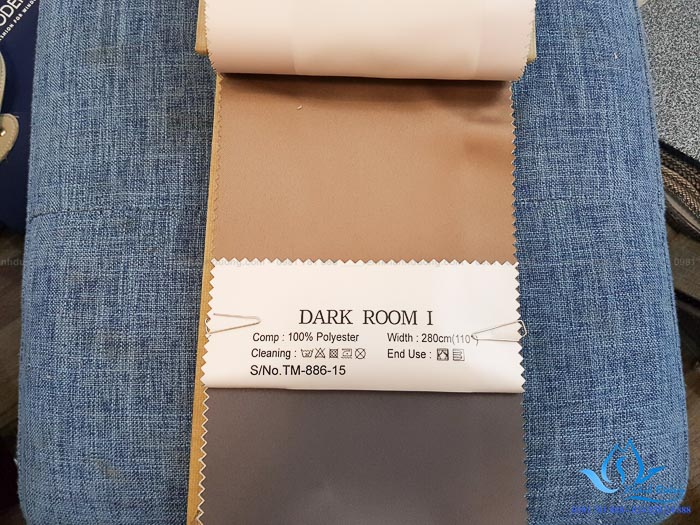 DARK ROOM I
Comp : 100% Polyester Width : 280cm(110")
Cleaning : End Use :
S/No.TM-886-15